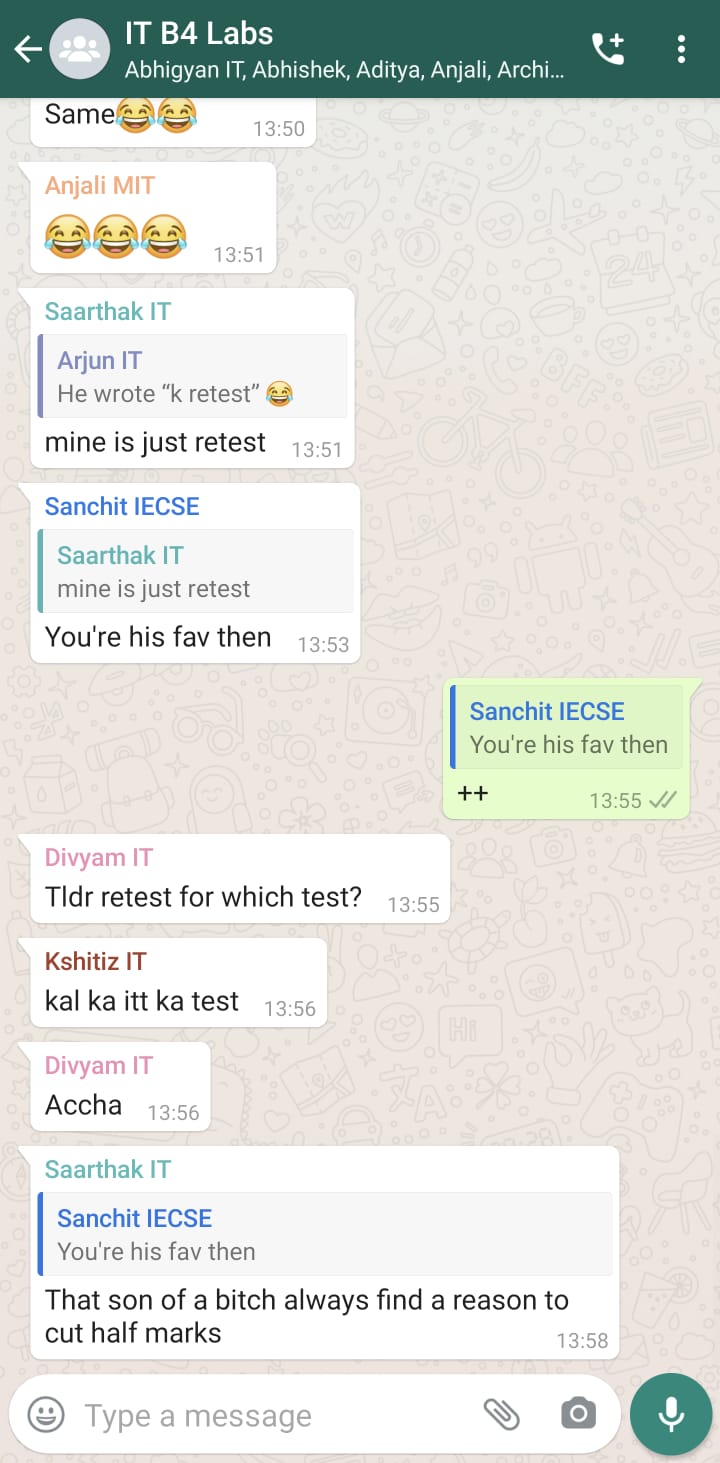 IT B4 Labs
Abhigyan IT, Abhishek, Aditya, Anjali, Archi...
Same😂😂
13:50
Anjali MIT
😂😂😂
13:51
Saarthak IT
Arjun IT
He wrote “k retest” 😂
mine is just retest
13:51
Sanchit IECSE
Saarthak IT
mine is just retest
You're his fav then
13:53
Sanchit IECSE
You're his fav then
++
13:55
Divyam IT
Tldr retest for which test?
13:55
Kshitiz IT
kal ka itt ka test
13:56
Divyam IT
Accha
13:56
Saarthak IT
Sanchit IECSE
You're his fav then
That son of a bitch always find a reason to
cut half marks
13:58
Type a message